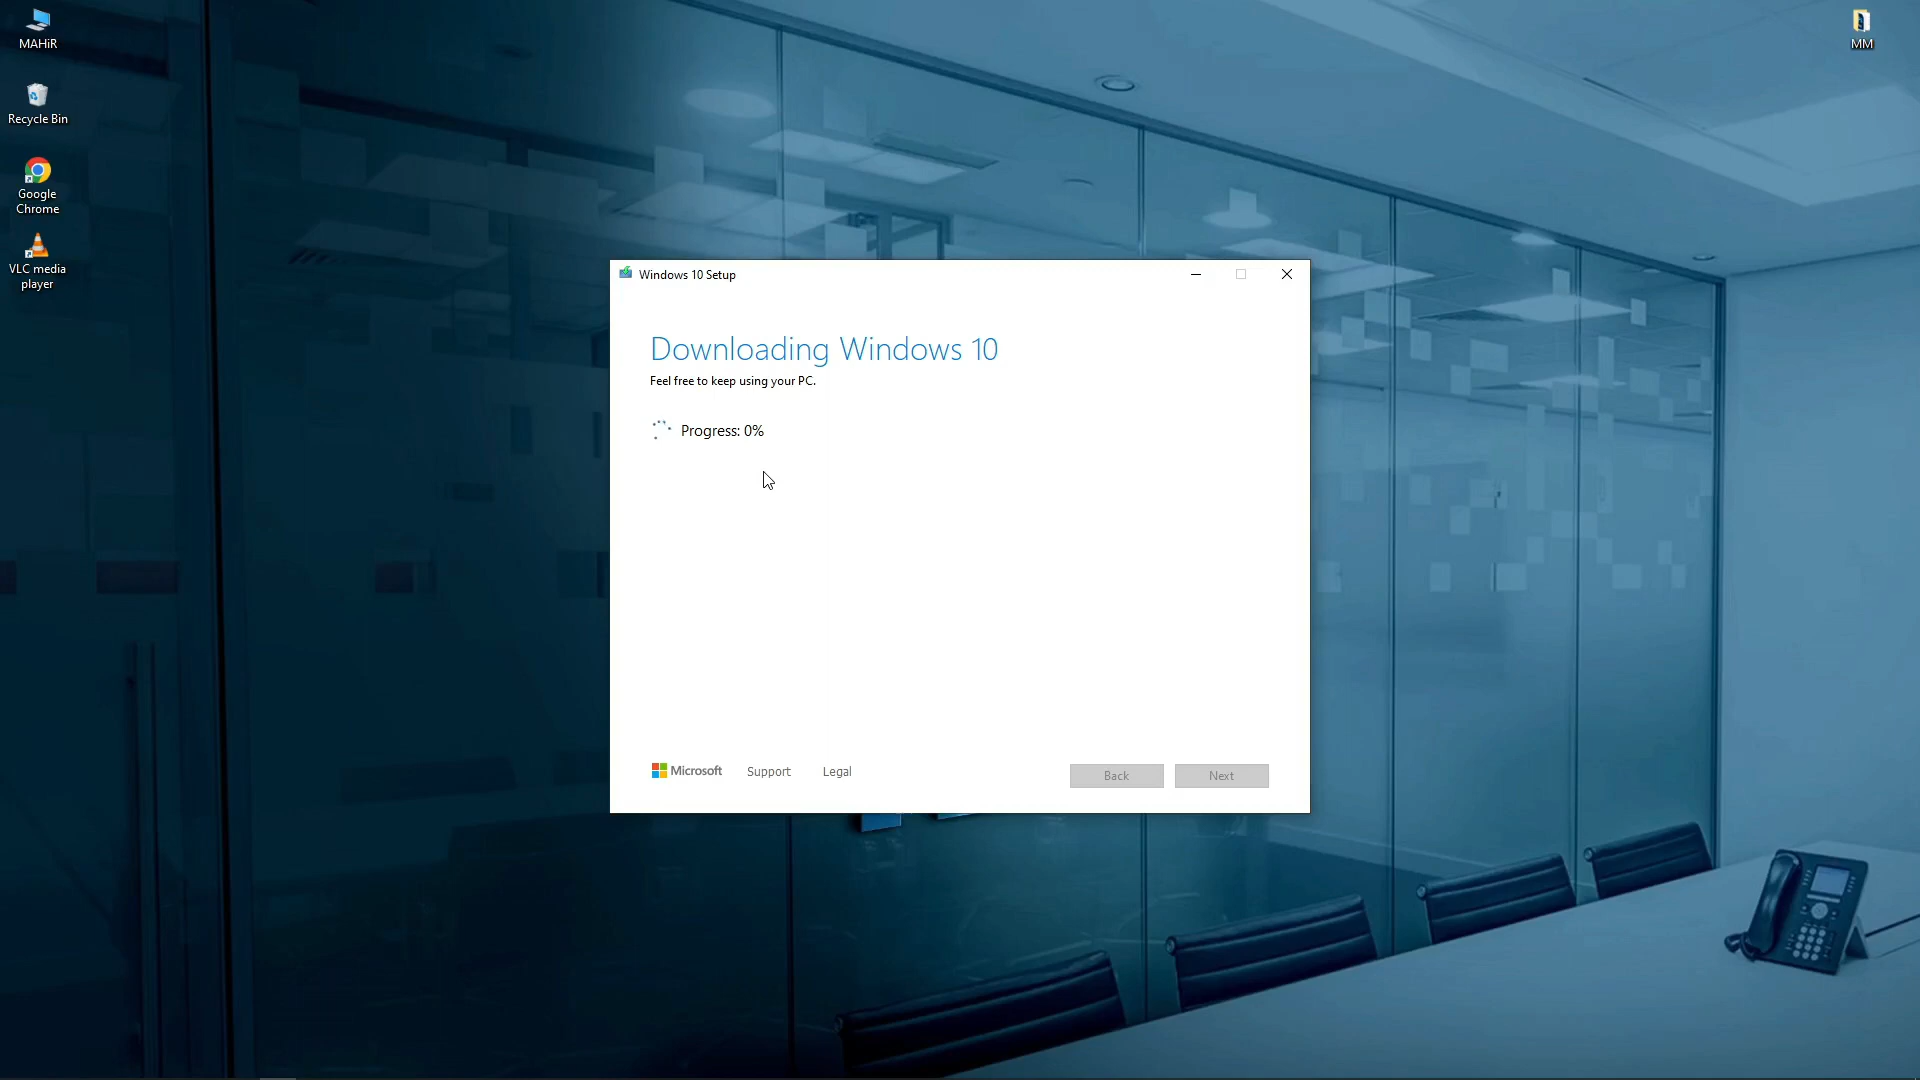 MAHiR
Recycle Bin
Google
Chrome
VLC media
player
MM
Windows 10 Setup
Downloading Windows 10
Feel free to keep using your PC.
Progress: 0%
Microsoft
Support
Legal
Back
Next